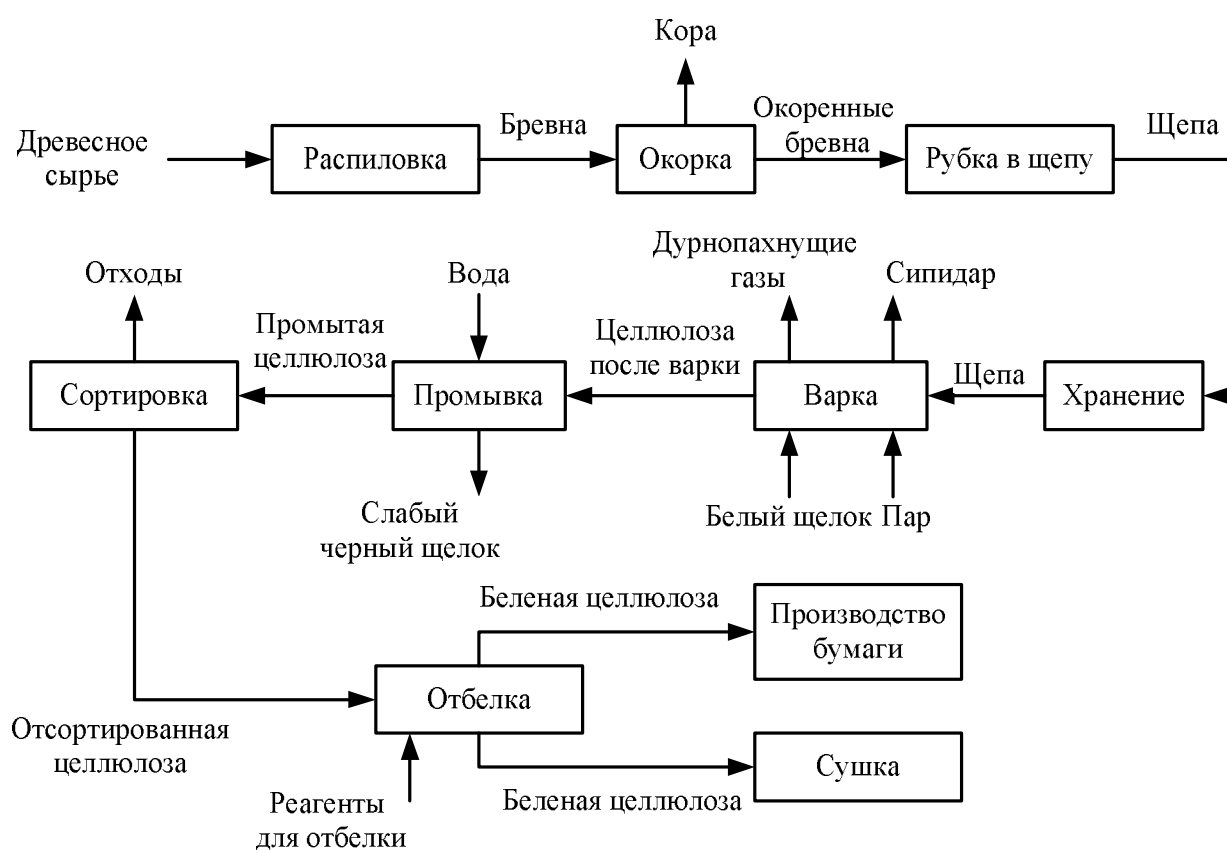 Кора
Древесное
сырье
Распиловка
Бревна
Окорка
Окоренные
бревна
Рубка в щепу
Щепа
Отходы
Вода
Дурнопахнущие
газы
Сипидар
Сортировка
Промытая
целлюлоза
Промывка
Целлюлоза
после варки
Варка
Щепа
Хранение
Слабый
черный щелок
Белый щелок
Пар
Беленая целлюлоза
Производство
бумаги
Отбелка
Отсортированная
целлюлоза
Сушка
Реагенты
для отбелки
Беленая целлюлоза